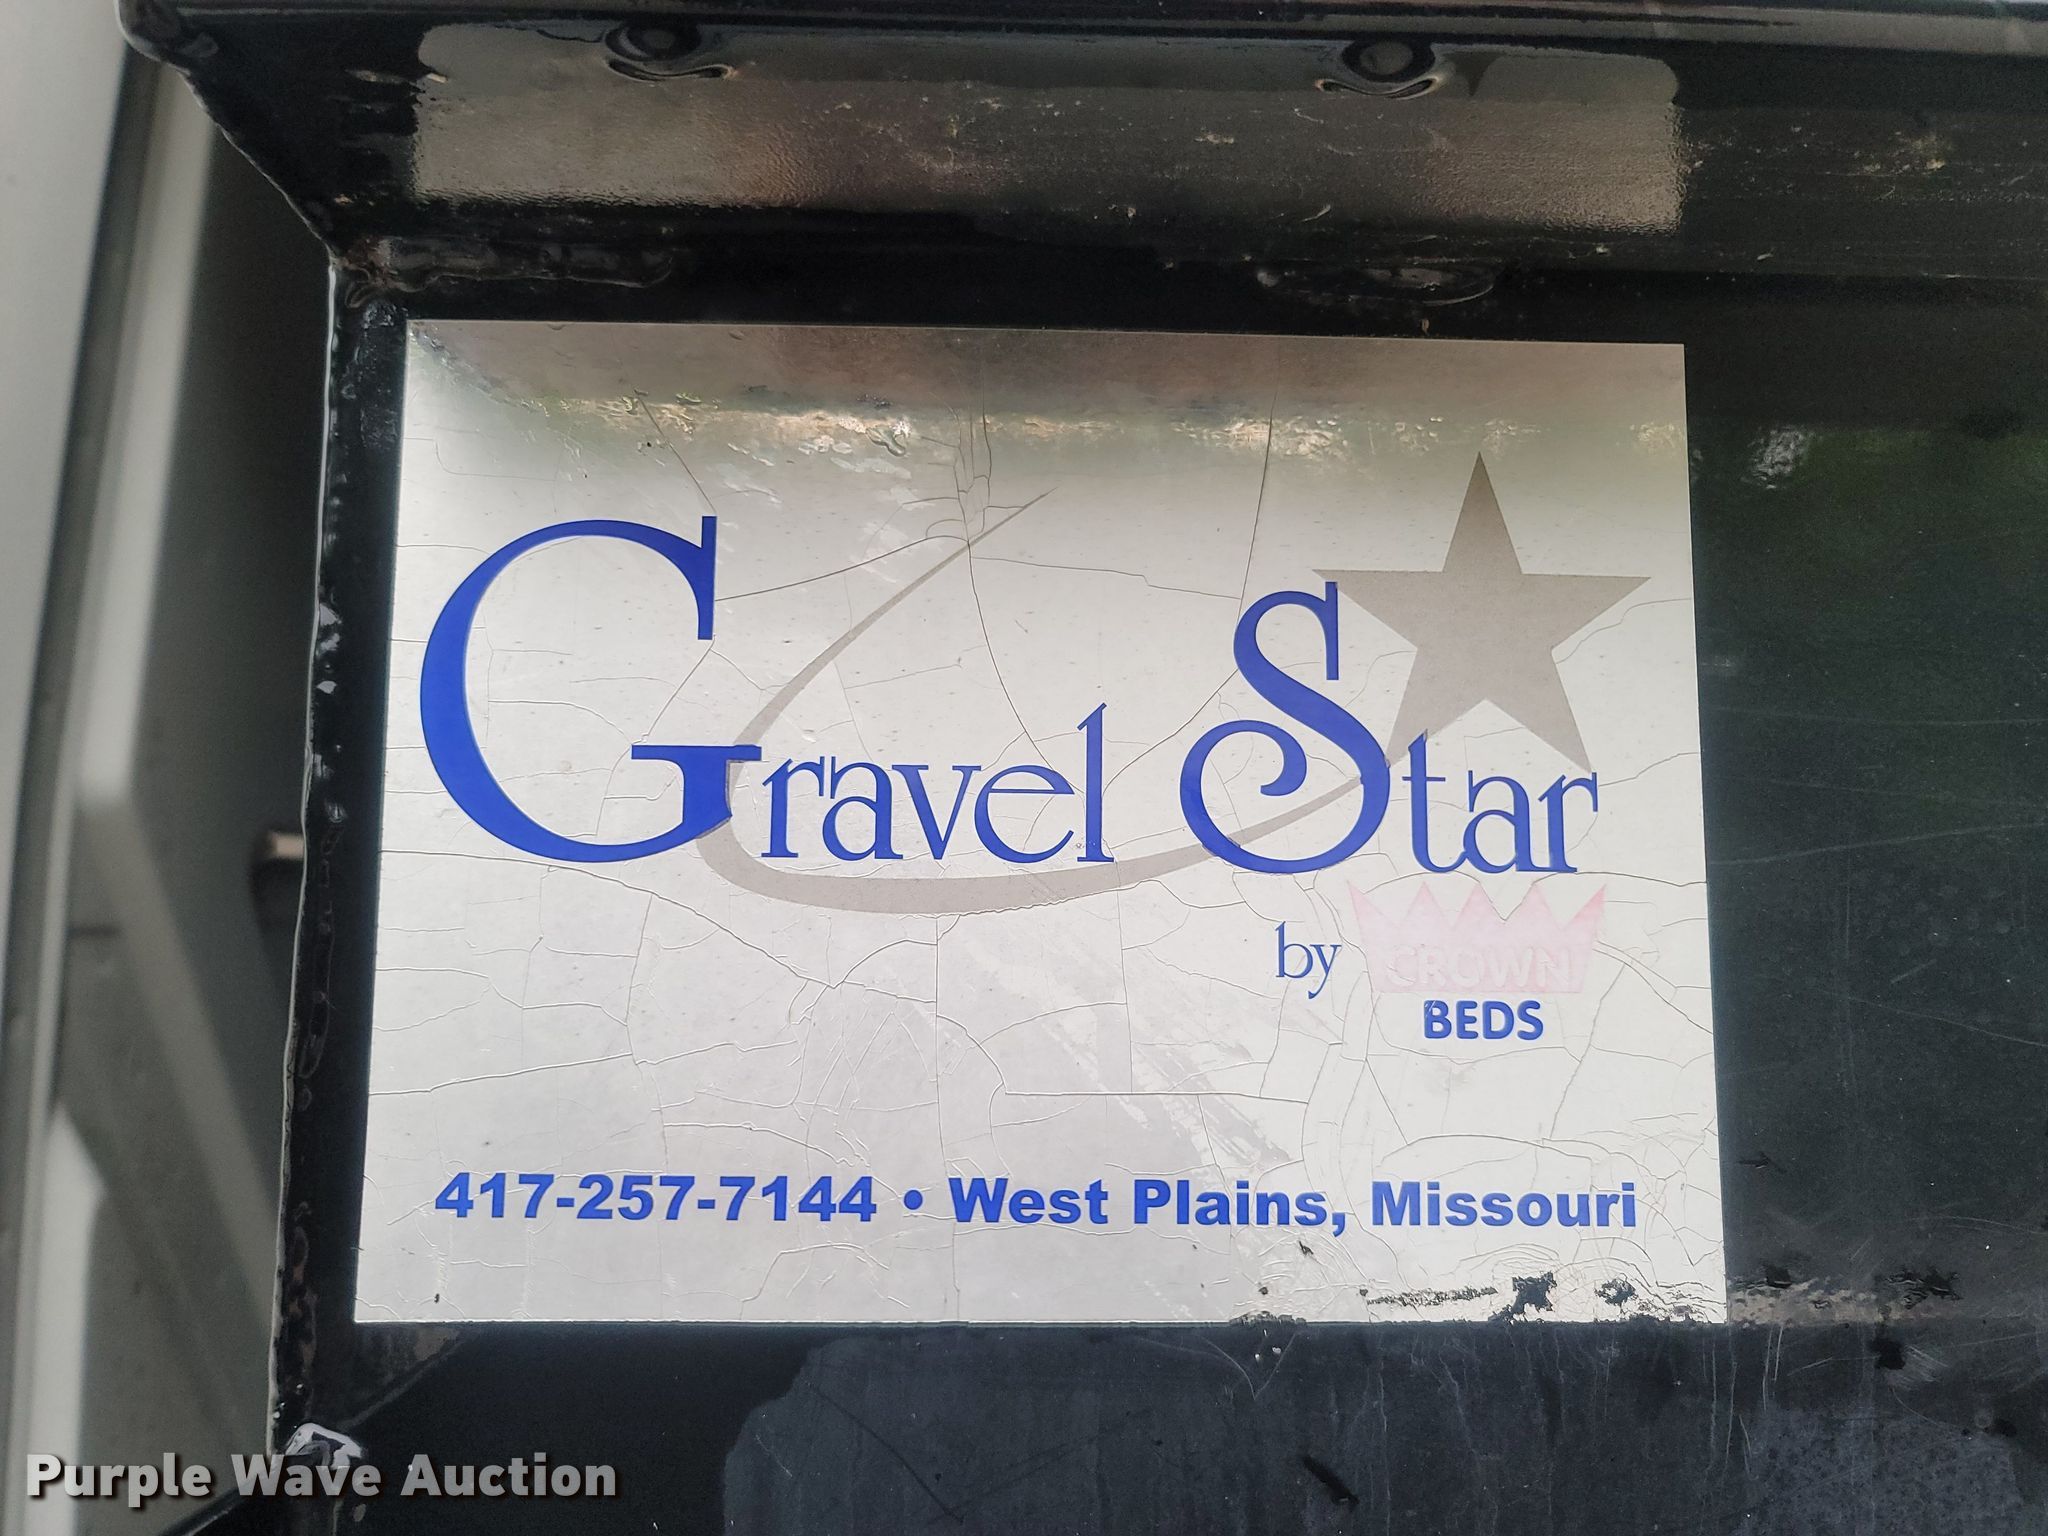 Gravel Star
by CROWN
BEDS
417-257-7144 • West Plains, Missouri
Purple Wave Auction